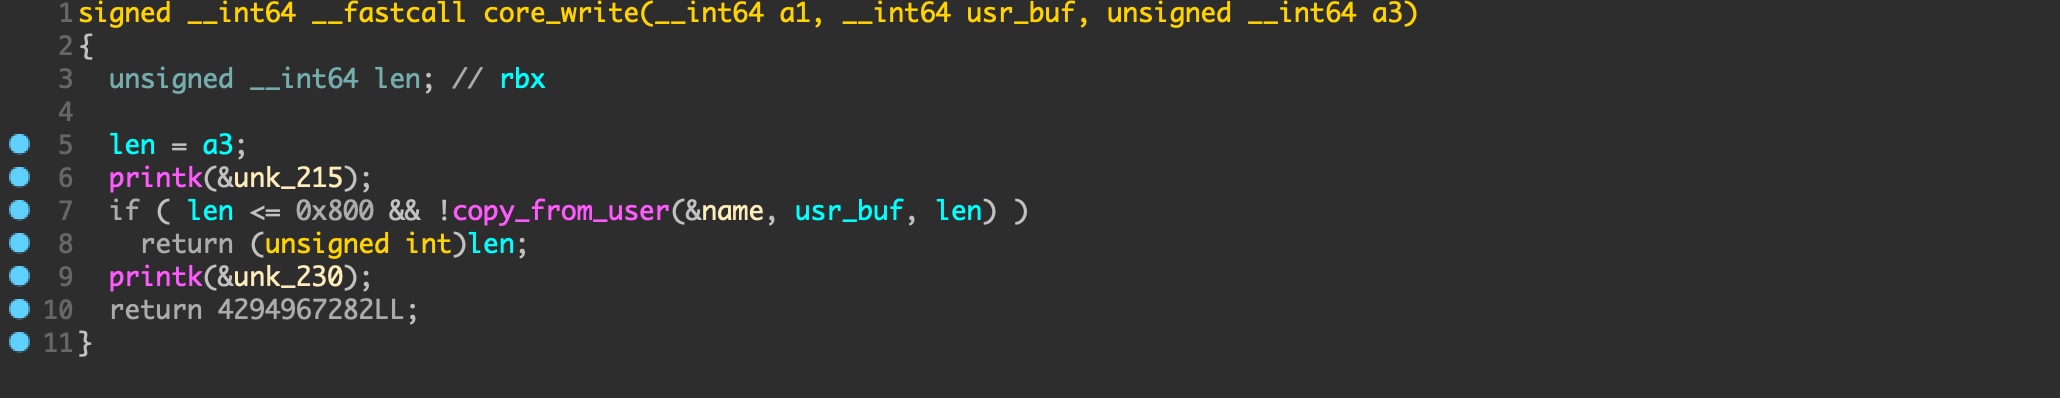 1 signed __int64 __fastcall core_write(__int64 a1, __int64 usr_buf, unsigned __int64 a3)
2 {
3   unsigned __int64 len; // rbx
4
5   len = a3;
6   printk(&unk_215);
7   if ( len <= 0x800 && !copy_from_user(&name, usr_buf, len) )
8     return (unsigned int)len;
9   printk(&unk_230);
10   return 4294967282LL;
11 }